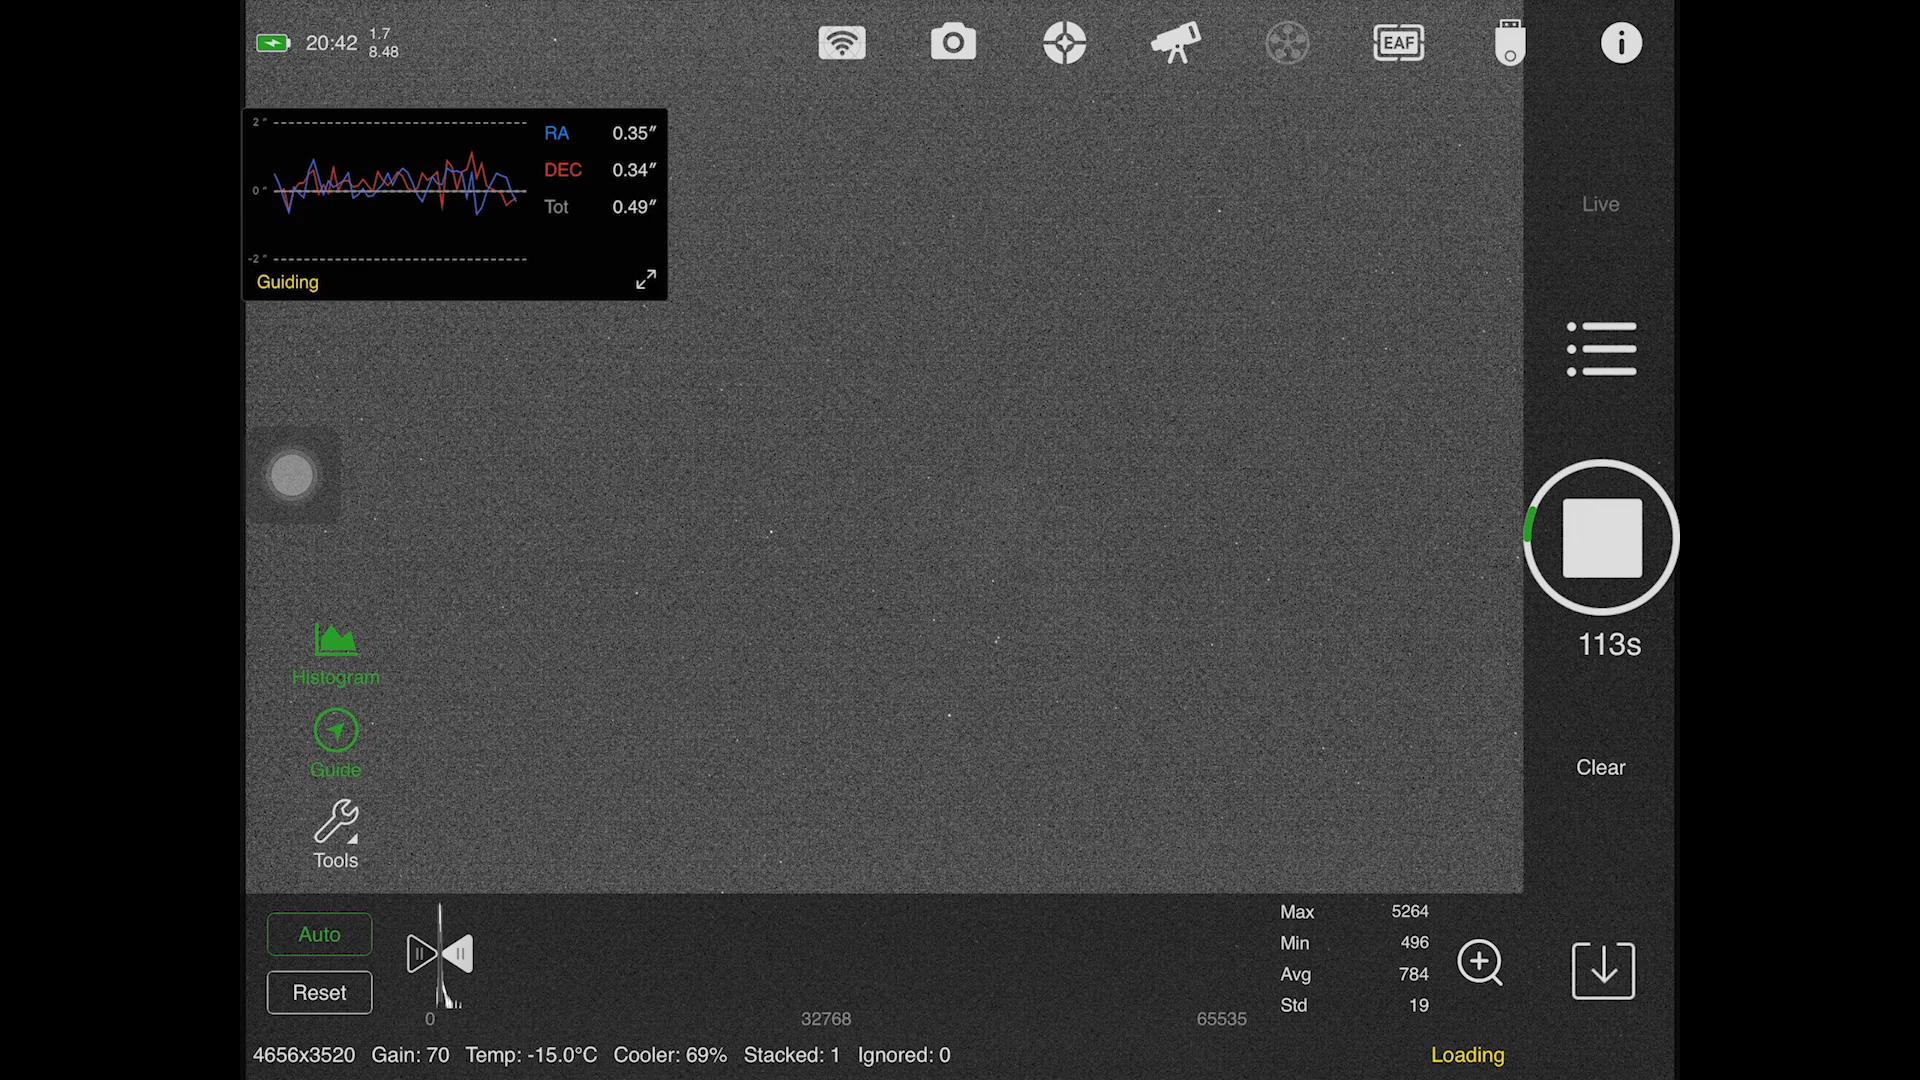 20:42
1.7
8.48
EAF
2 "
0 "
-2 "
RA 0.35"
DEC 0.34"
Tot 0.49"
Guiding
Live
113s
Clear
Histogram
Guide
Tools
Auto
Reset
0 32768 65535
Max 5264
Min 496
Avg 784
Std 19
4656x3520 Gain: 70 Temp: -15.0°C Cooler: 69% Stacked: 1 Ignored: 0 Loading